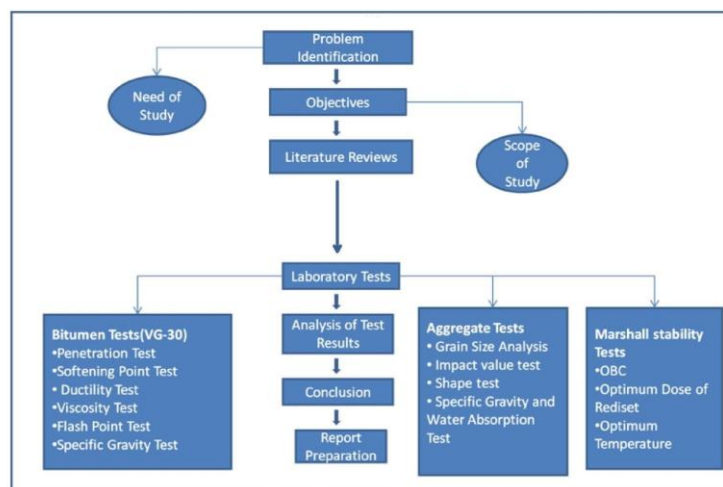 Problem
Identification
Need of
Study
Objectives
Literature Reviews
Scope
of
Study
Laboratory Tests
Bitumen Tests(VG-30)
•Penetration Test
•Softening Point Test
• Ductility Test
•Viscosity Test
•Flash Point Test
•Specific Gravity Test
Analysis of Test
Results
Conclusion
Report
Preparation
Aggregate Tests
• Grain Size Analysis
• Impact value test
• Shape test
• Specific Gravity and
Water Absorption
Test
Marshall stability
Tests
• OBC
• Optimum Dose of
Rediset
• Optimum
Temperature